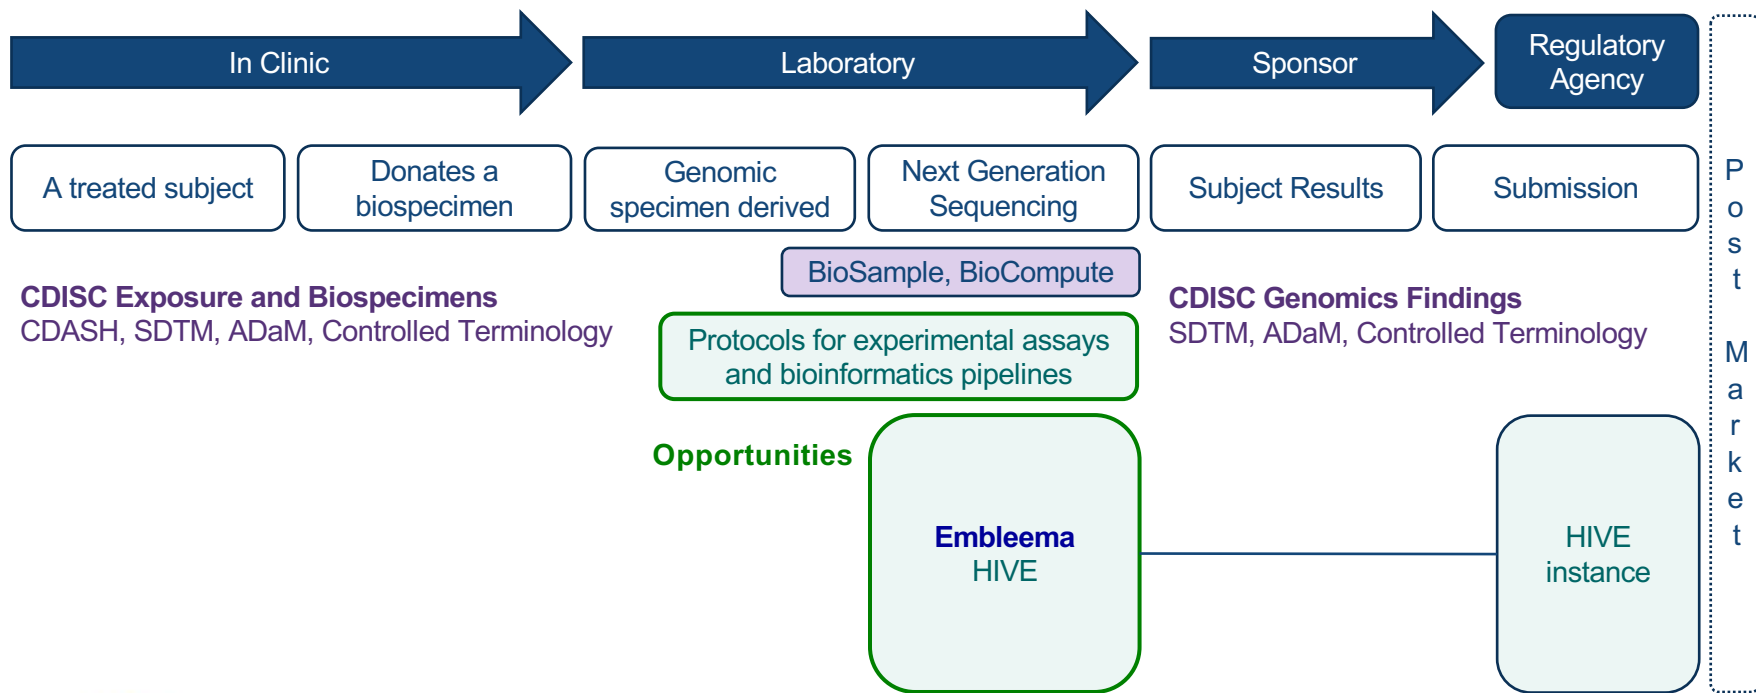 In Clinic
Laboratory
Sponsor
Regulatory
Agency
A treated subject
Donates a
biospecimen
Genomic
specimen derived
Next Generation
Sequencing
Subject Results
Submission
BioSample, BioCompute
CDISC Exposure and Biospecimens
CDASH, SDTM, ADaM, Controlled Terminology
CDISC Genomics Findings
SDTM, ADaM, Controlled Terminology
Protocols for experimental assays
and bioinformatics pipelines
Opportunities
Embleema
HIVE
HIVE
instance
Post Market